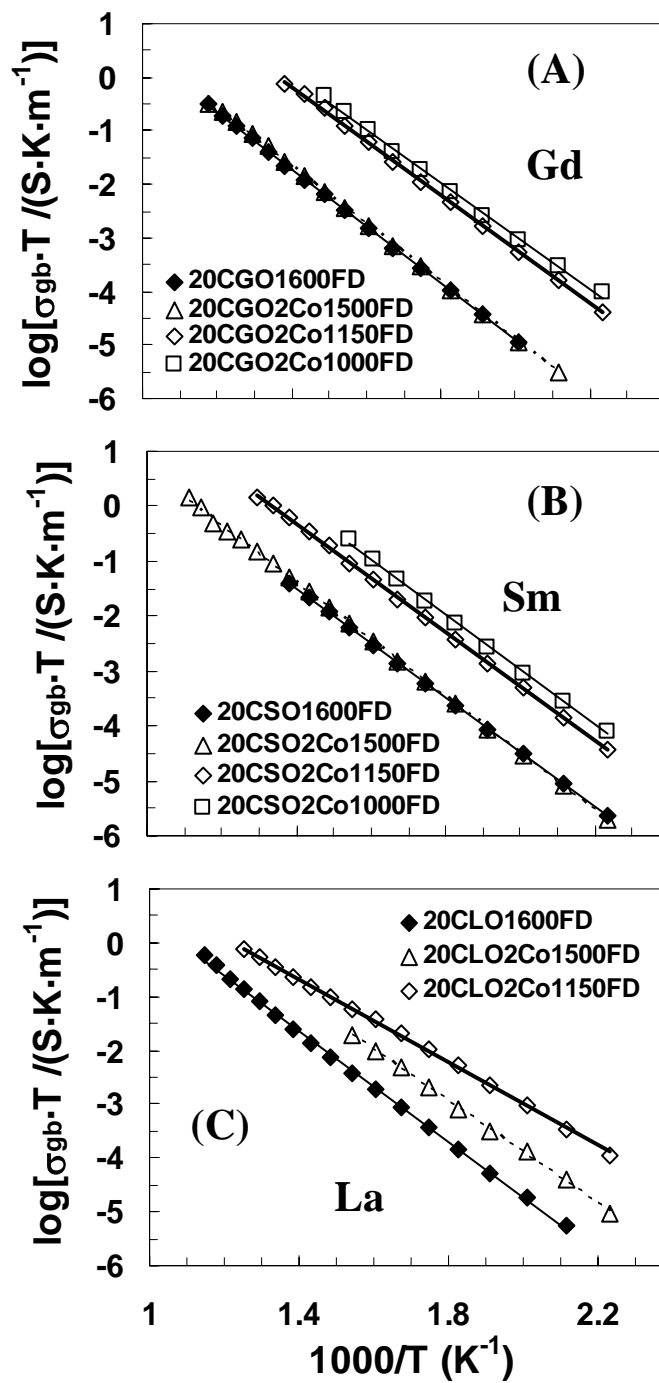 1
0
-1
-2
-3
-4
-5
-6
log[σgb·T /(S·K·m⁻¹)]
(A)
Gd
20CGO1600FD
20CGO2Co1500FD
20CGO2Co1150FD
20CGO2Co1000FD
1
0
-1
-2
-3
-4
-5
-6
log[σgb·T /(S·K·m⁻¹)]
(B)
Sm
20CSO1600FD
20CSO2Co1500FD
20CSO2Co1150FD
20CSO2Co1000FD
1
0
-1
-2
-3
-4
-5
-6
log[σgb·T /(S·K·m⁻¹)]
20CLO1600FD
20CLO2Co1500FD
20CLO2Co1150FD
(C)
La
1 1.4 1.8 2.2
1000/T (K⁻¹)